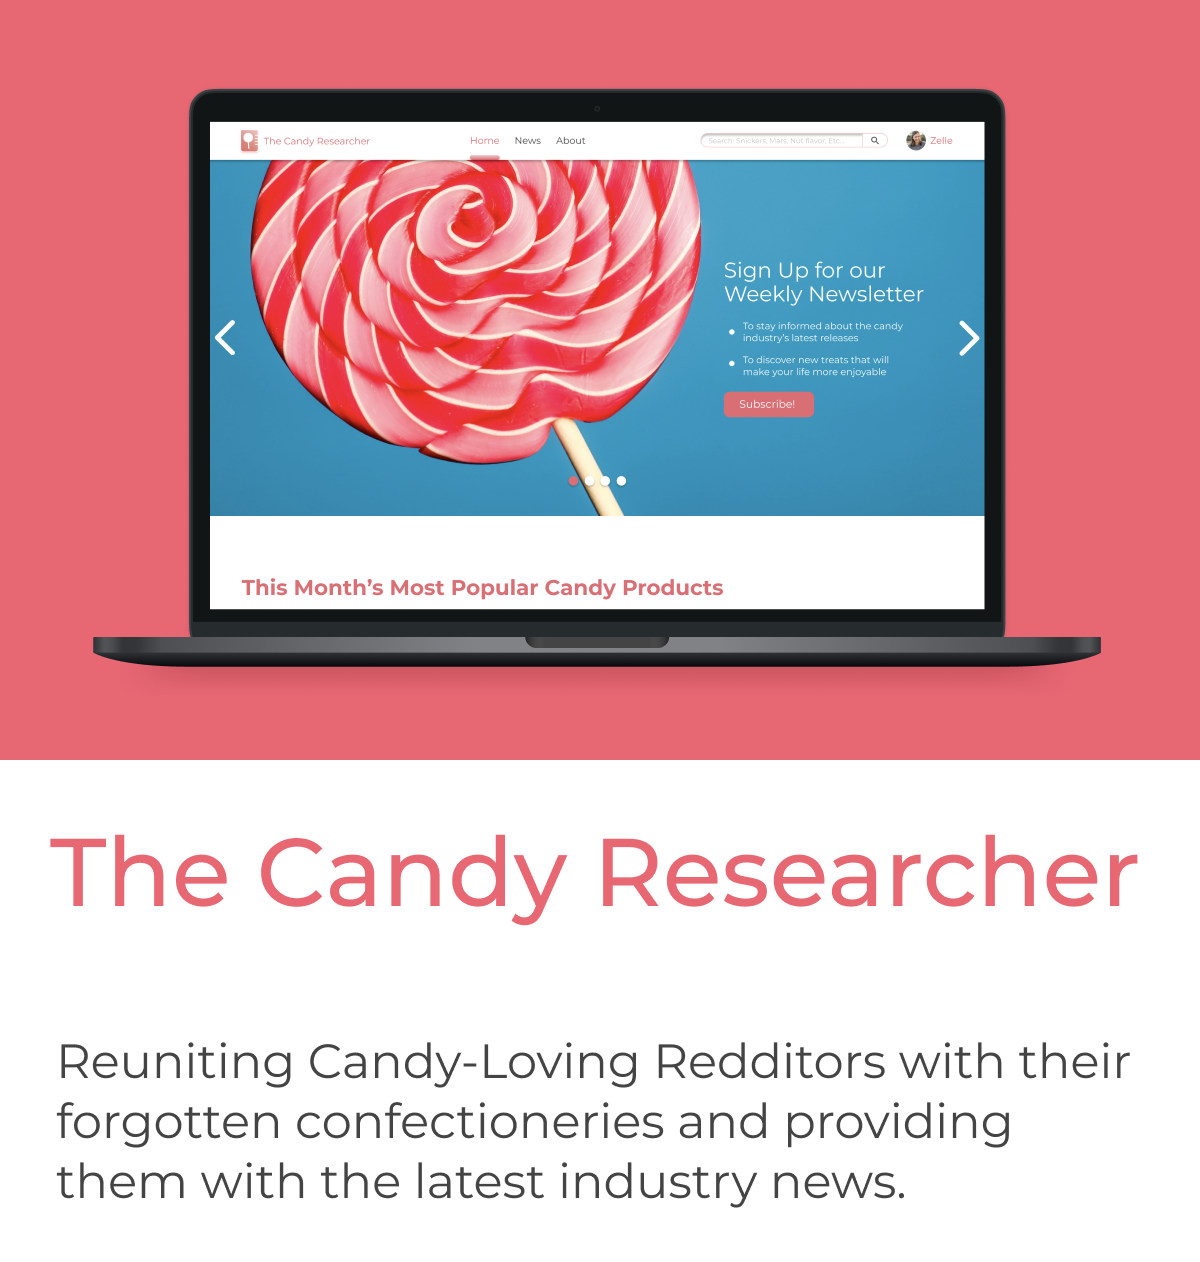 The Candy Researcher
Home News About
Search: Snickers, Mars, Nut flavor, Etc...
Zelle
Sign Up for our
Weekly Newsletter
To stay informed about the candy
industry's latest releases
To discover new treats that will
make your life more enjoyable
Subscribe!
This Month's Most Popular Candy Products
The Candy Researcher
Reuniting Candy-Loving Redditors with their
forgotten confectioneries and providing
them with the latest industry news.